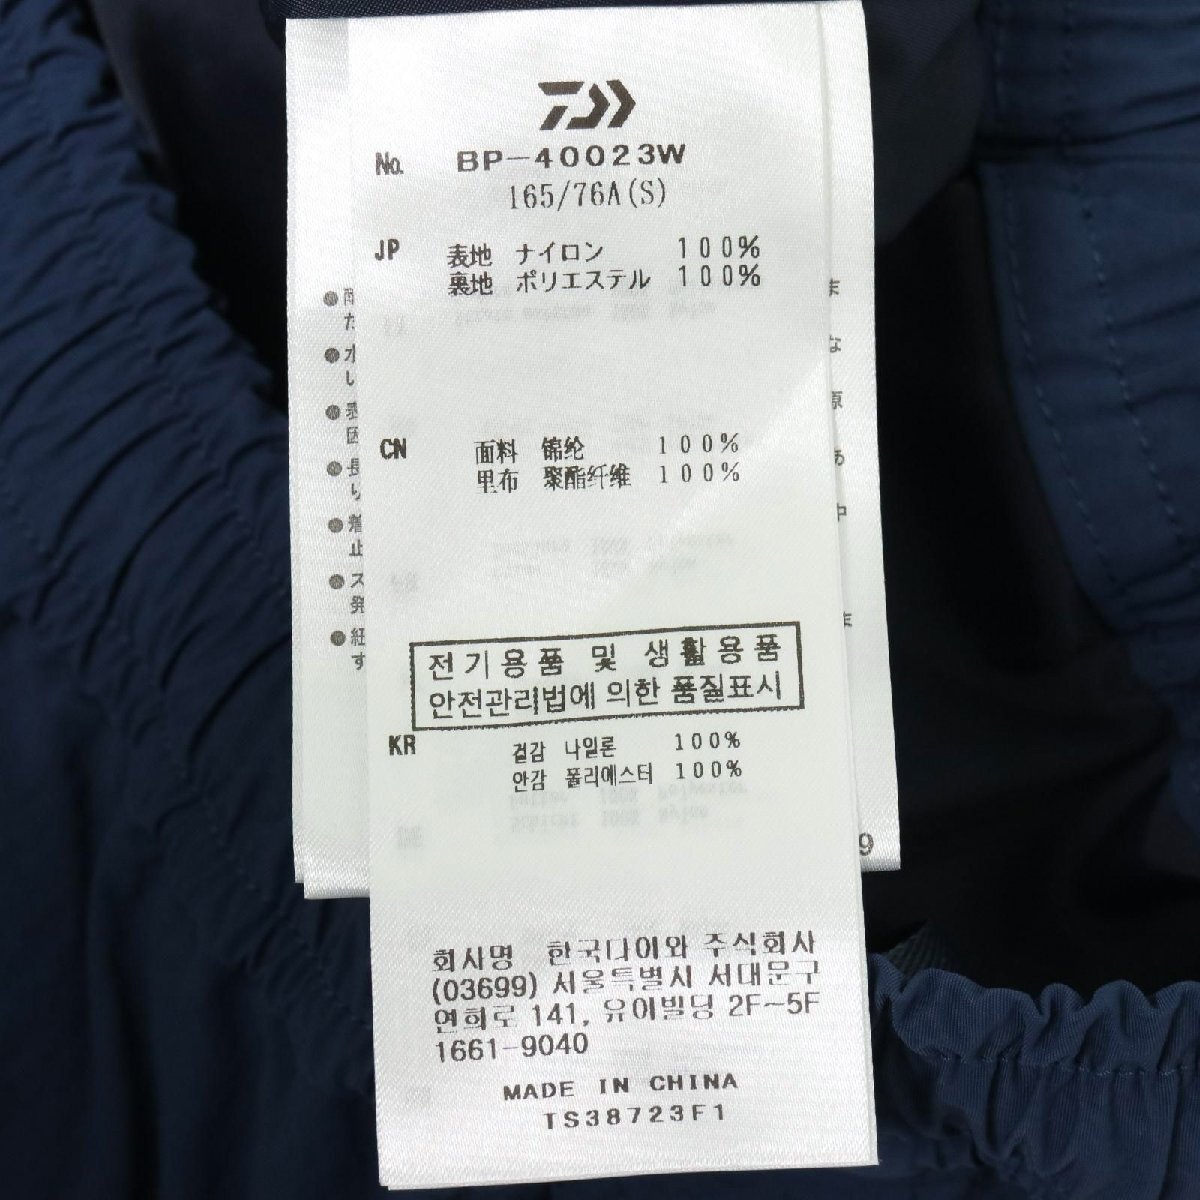 No. BP-40023W
165/76A(S)
JP 表地 ナイロン 100%
裏地 ポリエステル 100%
CN 面料 锦纶 100%
里布 聚酯纤维 100%
전기용품 및 생활용품
안전관리법에 의한 품질표시
KR 겉감 나일론 100%
안감 폴리에스터 100%
회사명 한국다이와 주식회사
(03699) 서울특별시 서대문구
연희로 141, 유어빌딩 2F~5F
1661-9040
MADE IN CHINA
TS38723F1